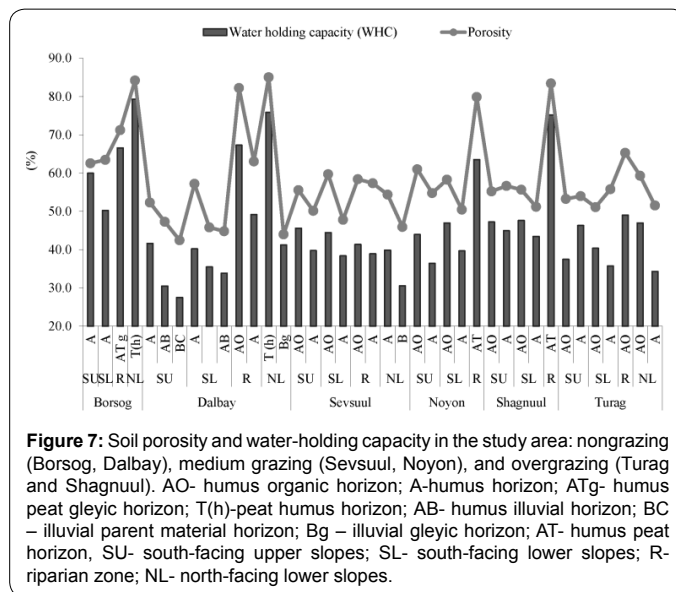 Water holding capacity (WHC) Porosity
90.0
80.0
70.0
60.0
50.0
40.0
30.0
20.0
(%)
A A AT g T(h) A AB BC A A AB AO A T (h) Bg AO A AO A AO A A B AO A AO A AT AO A AO A AT AO A AO A AO AO A
SU SL R NL SU SL R NL SU SL R NL SU SL R SU SL R SU SL R NL
Borsog Dalbay Sevsuul Noyon Shagnuul Turag
Figure 7: Soil porosity and water-holding capacity in the study area: nongrazing
(Borsog, Dalbay), medium grazing (Sevsuul, Noyon), and overgrazing (Turag
and Shagnuul). AO- humus organic horizon; A-humus horizon; ATg- humus
peat gleyic horizon; T(h)-peat humus horizon; AB- humus illuvial horizon; BC
– illuvial parent material horizon; Bg – illuvial gleyic horizon; AT- humus peat
horizon, SU- south-facing upper slopes; SL- south-facing lower slopes; R-
riparian zone; NL- north-facing lower slopes.